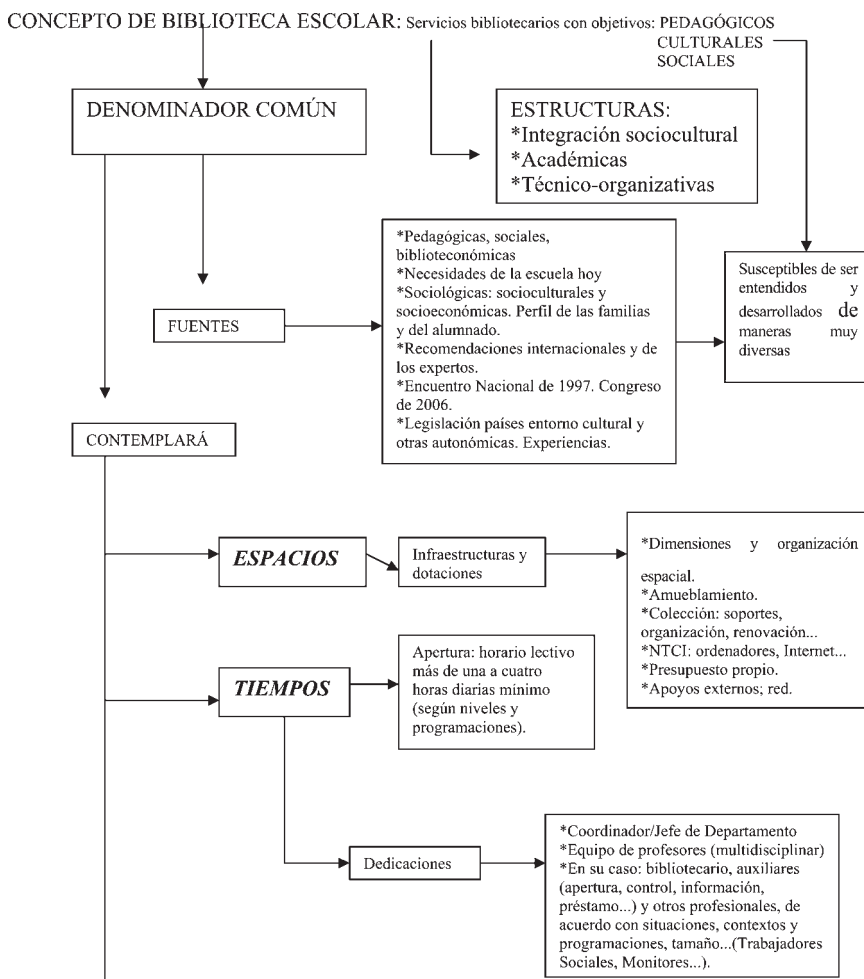 CONCEPTO DE BIBLIOTECA ESCOLAR: Servicios bibliotecarios con objetivos: PEDAGÓGICOS
CULTURALES
SOCIALES
DENOMINADOR COMÚN
ESTRUCTURAS:
*Integración sociocultural
*Académicas
*Técnico-organizativas
FUENTES
*Pedagógicas, sociales,
biblioteconómicas
*Necesidades de la escuela hoy
*Sociológicas: socioculturales y
socioeconómicas. Perfil de las familias
y del alumnado.
*Recomendaciones internacionales y de
los expertos.
*Encuentro Nacional de 1997. Congreso
de 2006.
*Legislación países entorno cultural y
otras autonómicas. Experiencias.
Susceptibles de ser
entendidos y
desarrollados de
maneras muy
diversas
CONTEMPLARÁ
ESPACIOS
Infraestructuras y
dotaciones
*Dimensiones y organización
espacial.
*Amueblamiento.
*Colección: soportes,
organización, renovación...
*NTCI: ordenadores, Internet...
*Presupuesto propio.
*Apoyos externos; red.
TIEMPOS
Apertura: horario lectivo
más de una a cuatro
horas diarias mínimo
(según niveles y
programaciones).
Dedicaciones
*Coordinador/Jefe de Departamento
*Equipo de profesores (multidisciplinar)
*En su caso: bibliotecario, auxiliares
(apertura, control, información,
préstamo...) y otros profesionales, de
acuerdo con situaciones, contextos y
programaciones, tamaño...(Trabajadores
Sociales, Monitores...).